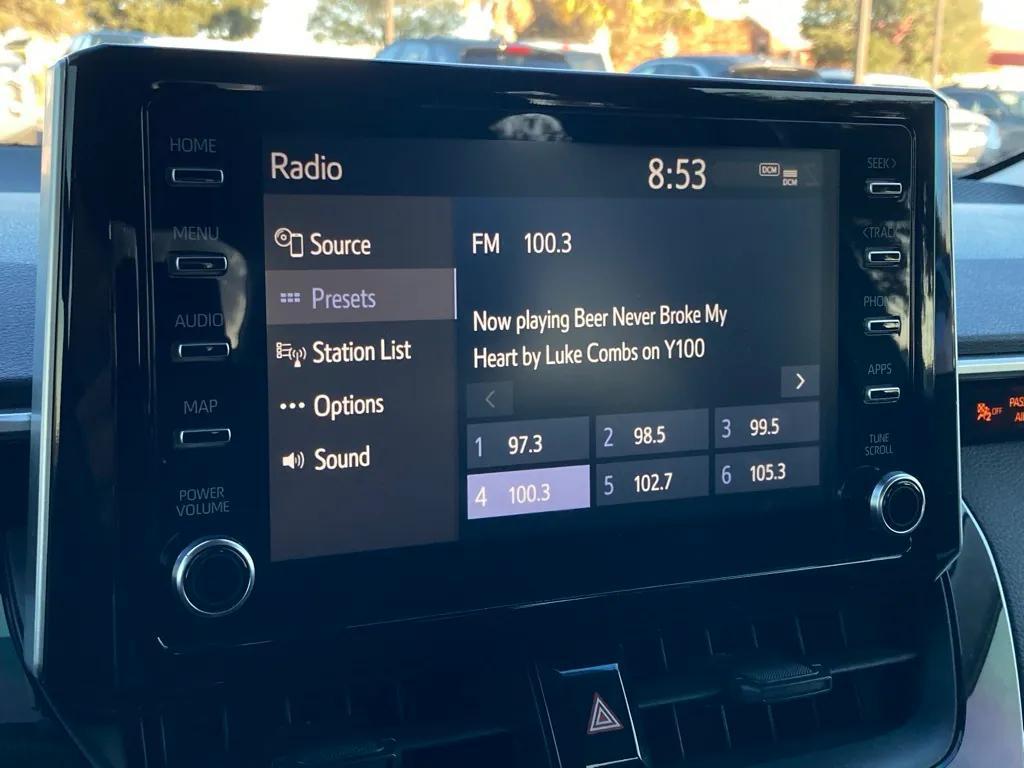 HOME
MENU
AUDIO
MAP
POWER
VOLUME
Radio
8:53
DCM
DCM
Source
Presets
Station List
Options
Sound
FM 100.3
Now playing Beer Never Broke My
Heart by Luke Combs on Y100
<
>
1 97.3
2 98.5
3 99.5
4 100.3
5 102.7
6 105.3
SEEK >
< TRACK
PHONE
APPS
TUNE
SCROLL
OFF